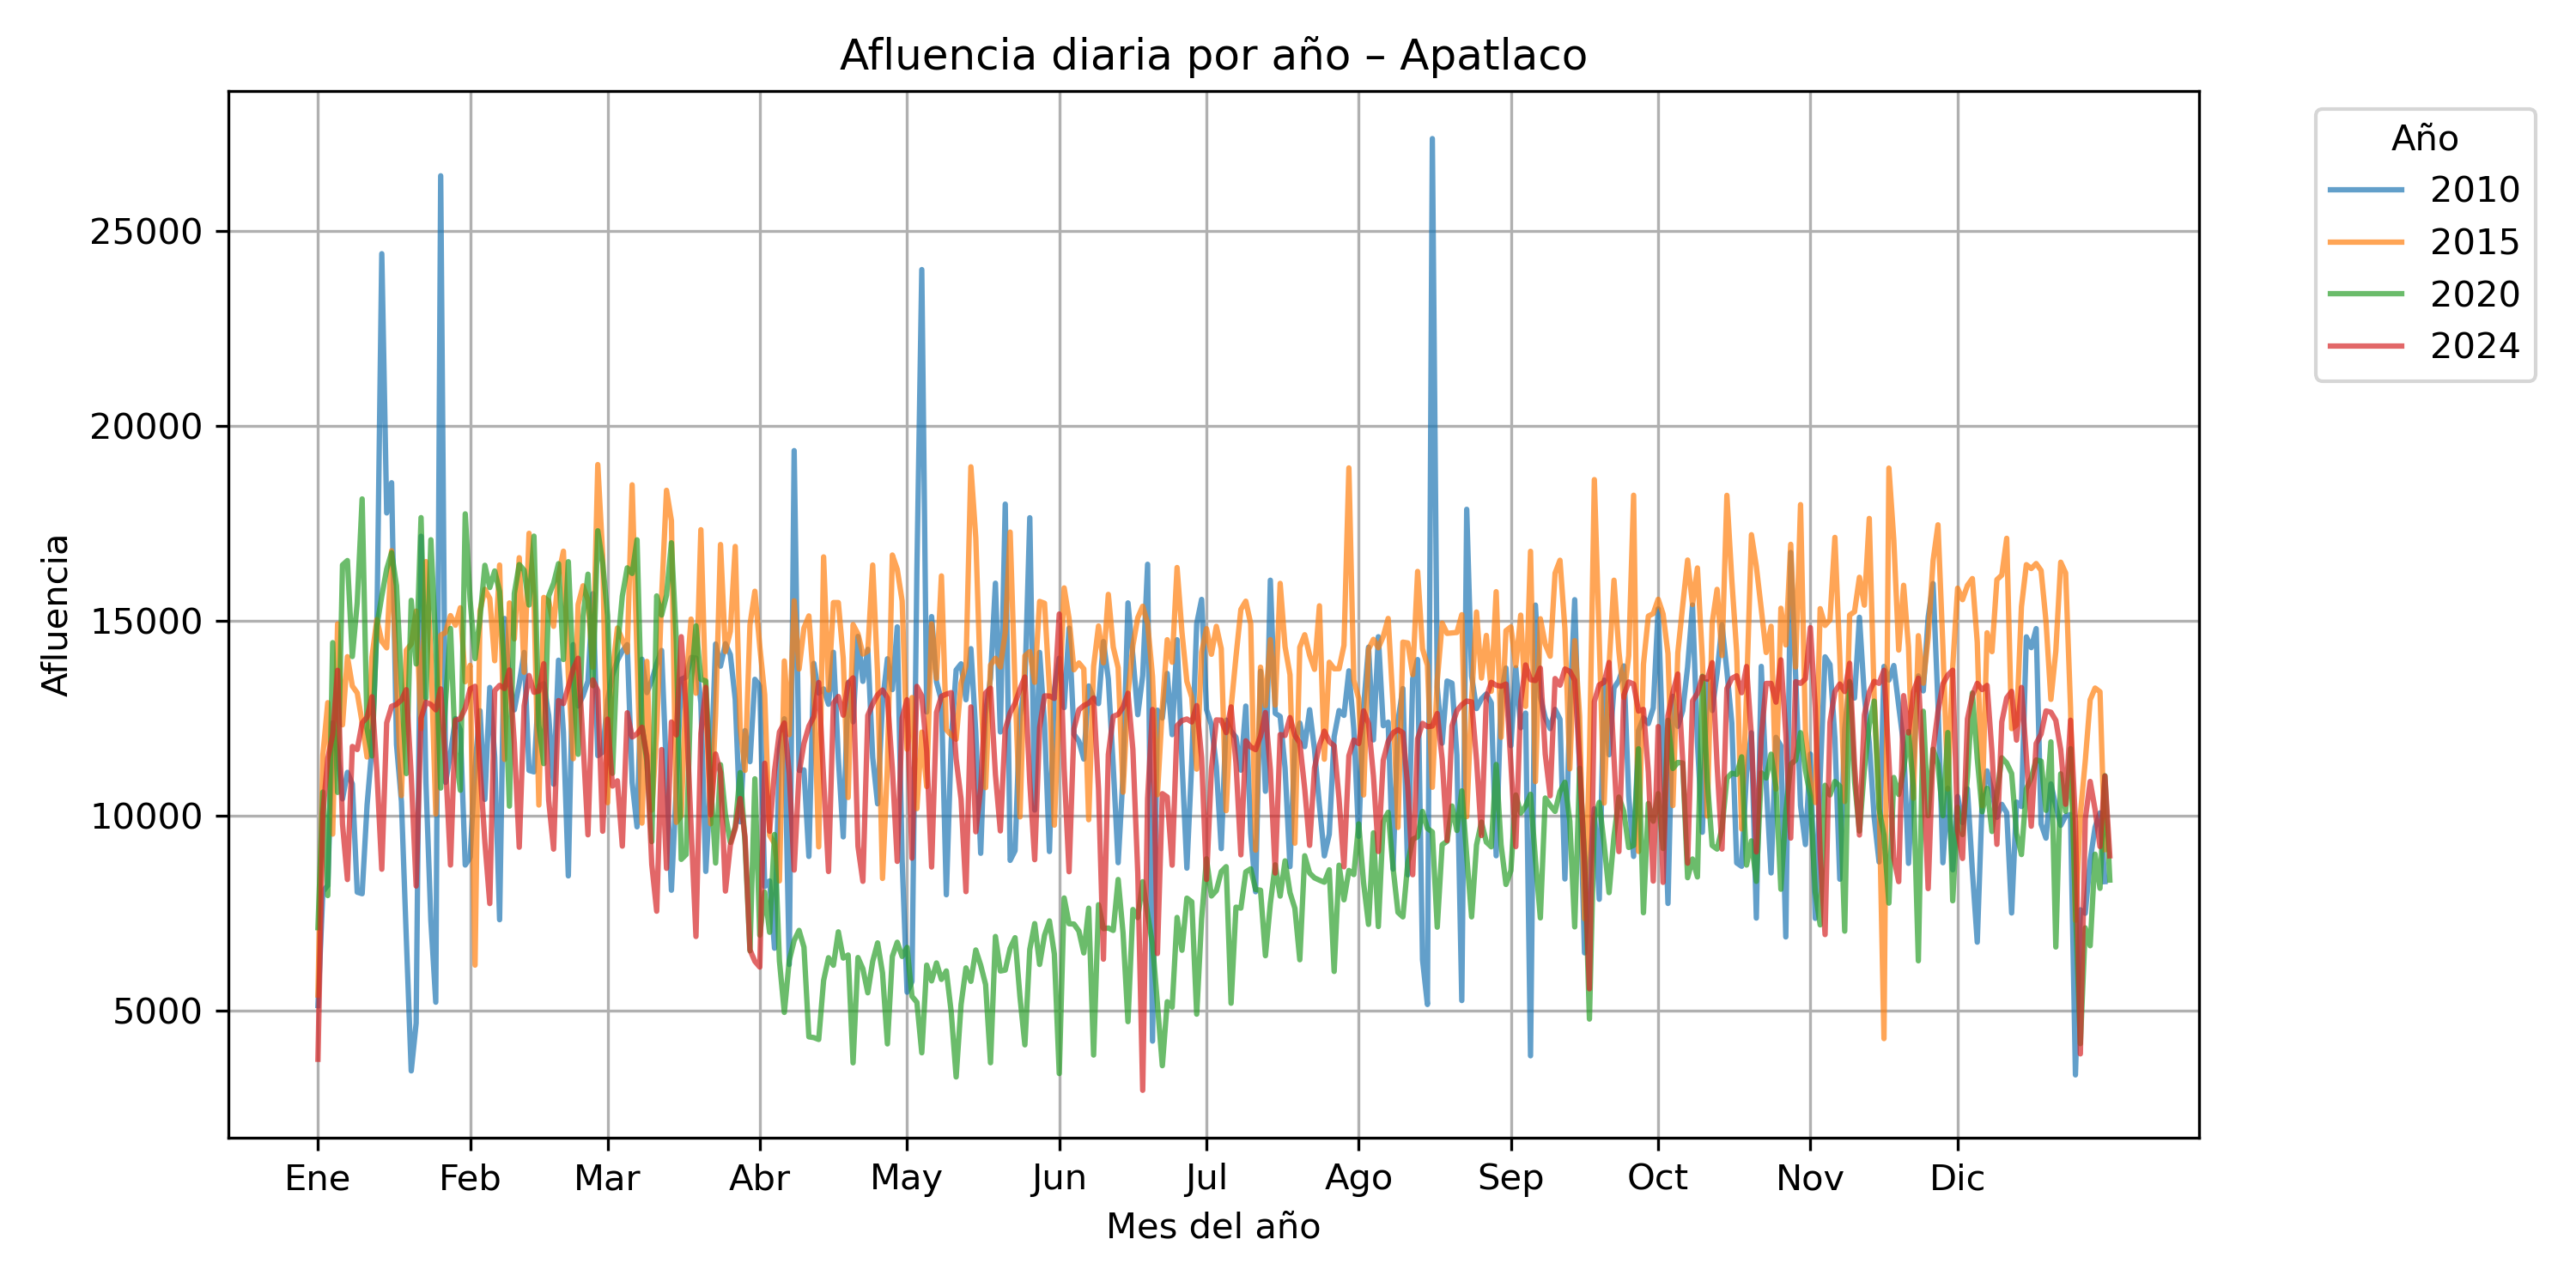 Afluencia diaria por año – Apatlaco
Afluencia
25000
20000
15000
10000
5000
Ene Feb Mar Abr May Jun Jul Ago Sep Oct Nov Dic
Mes del año
Año
2010
2015
2020
2024